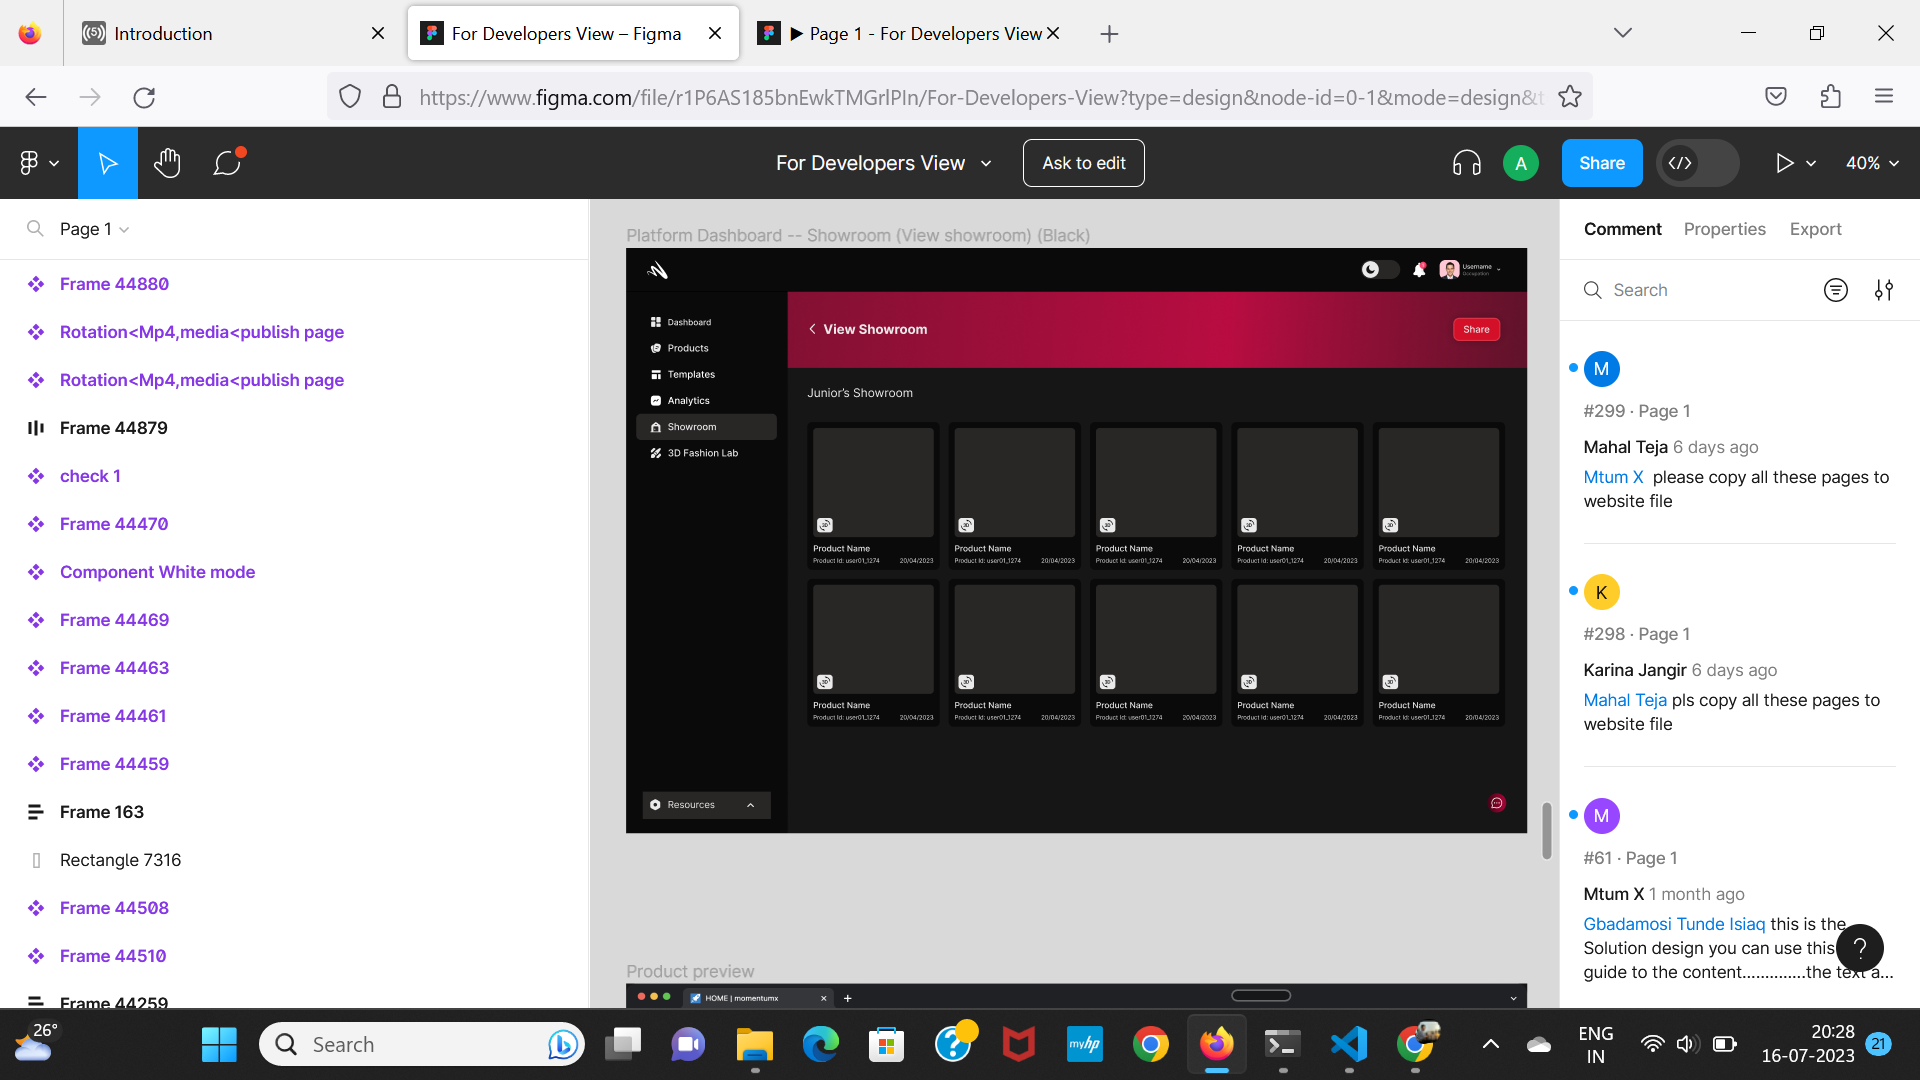 Introduction
For Developers View – Figma
Page 1 - For Developers View
https://www.figma.com/file/r1P6AS185bnEwkTMGrlPIn/For-Developers-View?type=design&node-id=0-1&mode=design&t
For Developers View
Ask to edit
A
Share
40%
Page 1
Frame 44880
Rotation<Mp4,media<publish page
Rotation<Mp4,media<publish page
Frame 44879
check 1
Frame 44470
Component White mode
Frame 44469
Frame 44463
Frame 44461
Frame 44459
Frame 163
Rectangle 7316
Frame 44508
Frame 44510
Frame 44259
Platform Dashboard -- Showroom (View showroom) (Black)
Username
Occupation
Dashboard
Products
Templates
Analytics
Showroom
3D Fashion Lab
Resources
View Showroom
Share
Junior's Showroom
3D 3D 3D 3D 3D
Product Name Product Name Product Name Product Name Product Name
Product Id: user01_1274 20/04/2023 Product Id: user01_1274 20/04/2023 Product Id: user01_1274 20/04/2023 Product Id: user01_1274 20/04/2023 Product Id: user01_1274 20/04/2023
3D 3D 3D 3D 3D
Product Name Product Name Product Name Product Name Product Name
Product Id: user01_1274 20/04/2023 Product Id: user01_1274 20/04/2023 Product Id: user01_1274 20/04/2023 Product Id: user01_1274 20/04/2023 Product Id: user01_1274 20/04/2023
Product preview
HOME | momentumx
Comment Properties Export
Search
M
#299 · Page 1
Mahal Teja 6 days ago
Mtum X please copy all these pages to
website file
K
#298 · Page 1
Karina Jangir 6 days ago
Mahal Teja pls copy all these pages to
website file
M
#61 · Page 1
Mtum X 1 month ago
Gbadamosi Tunde Isiaq this is the
Solution design you can use this
guide to the content..............the text a...
?
26°
Search
myhp
ENG
IN
20:28
16-07-2023
21